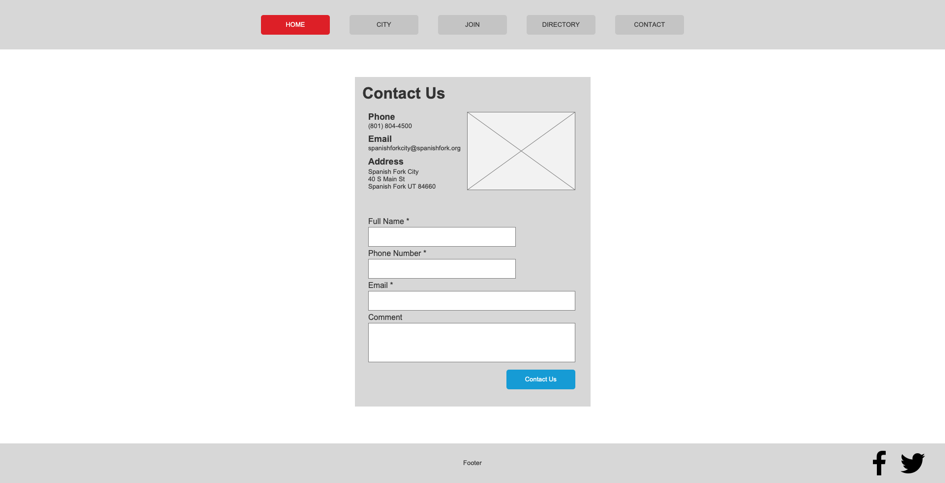 HOME
CITY
JOIN
DIRECTORY
CONTACT
Contact Us
Phone
(801) 804-4500
Email
spanishforkcity@spanishfork.org
Address
Spanish Fork City
40 S Main St
Spanish Fork UT 84660
Full Name *
Phone Number *
Email *
Comment
Contact Us
Footer